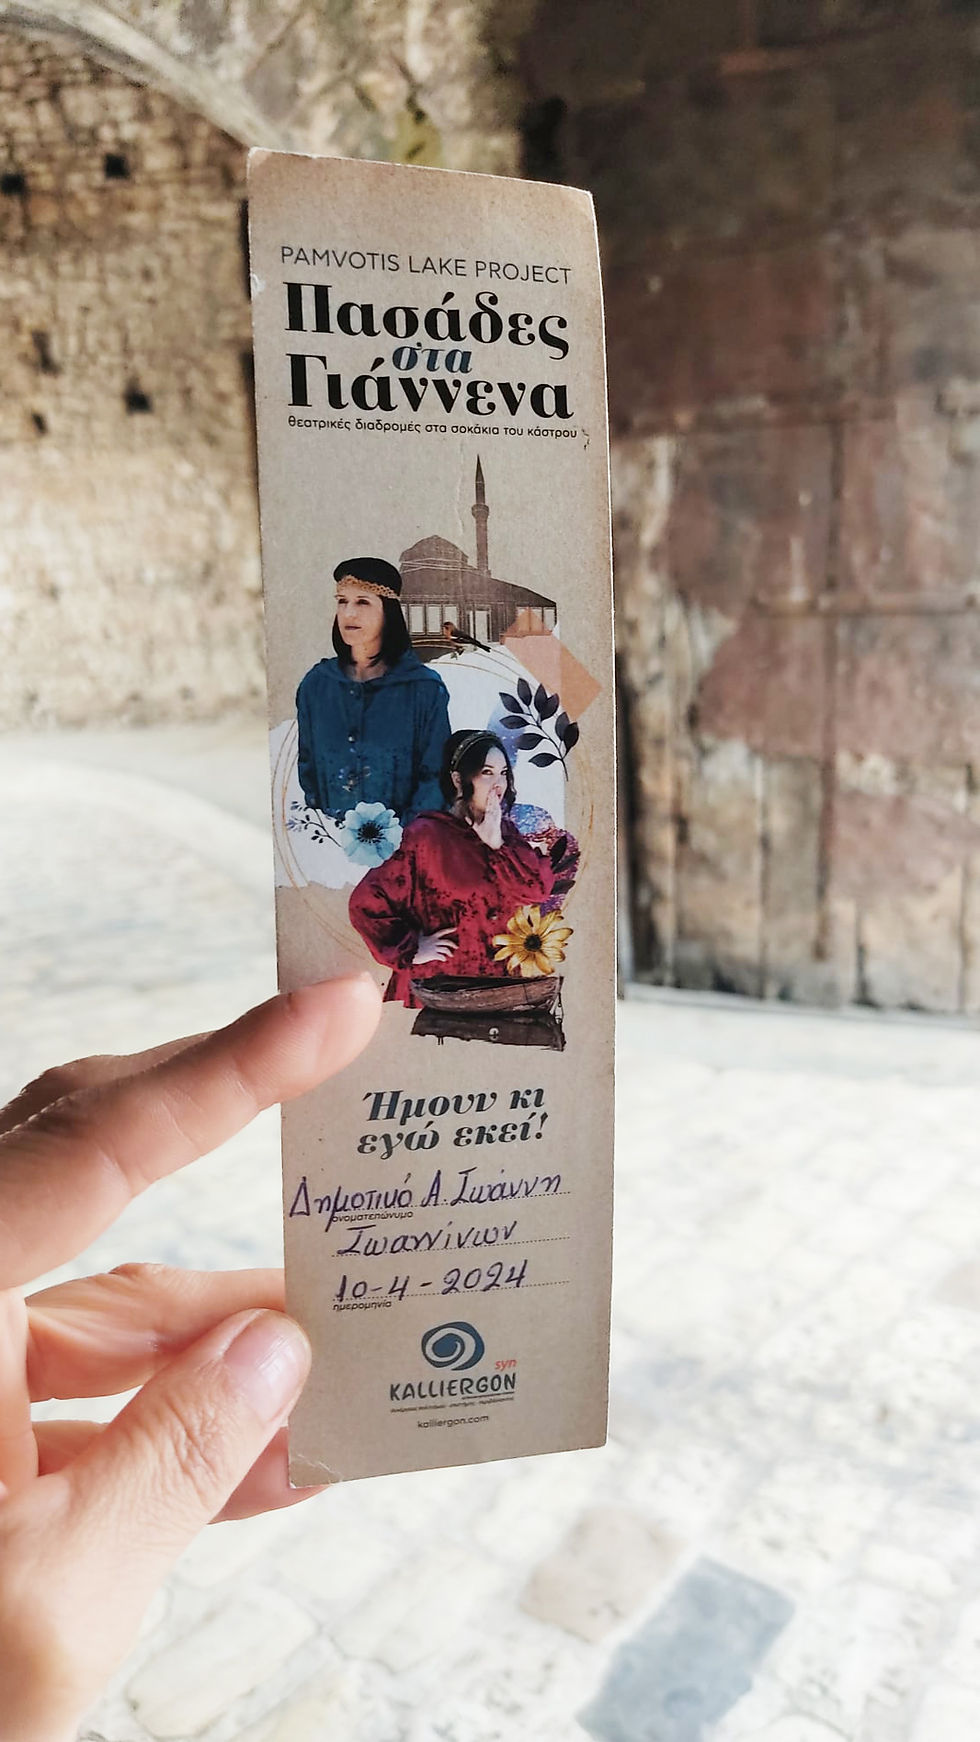 PAMVOTIS LAKE PROJECT
Πασάδες
στα
Γιάννενα
θεατρικές διαδρομές στα σοκάκια του κάστρου
Ήμουν κι
εγώ εκεί!
Δημοτικό Α. Ιωάννη
ονοματεπώνυμο
Ιωαννίνων
10-4-2024
ημερομηνία
syn
KALLIERGON
kalliergon.com